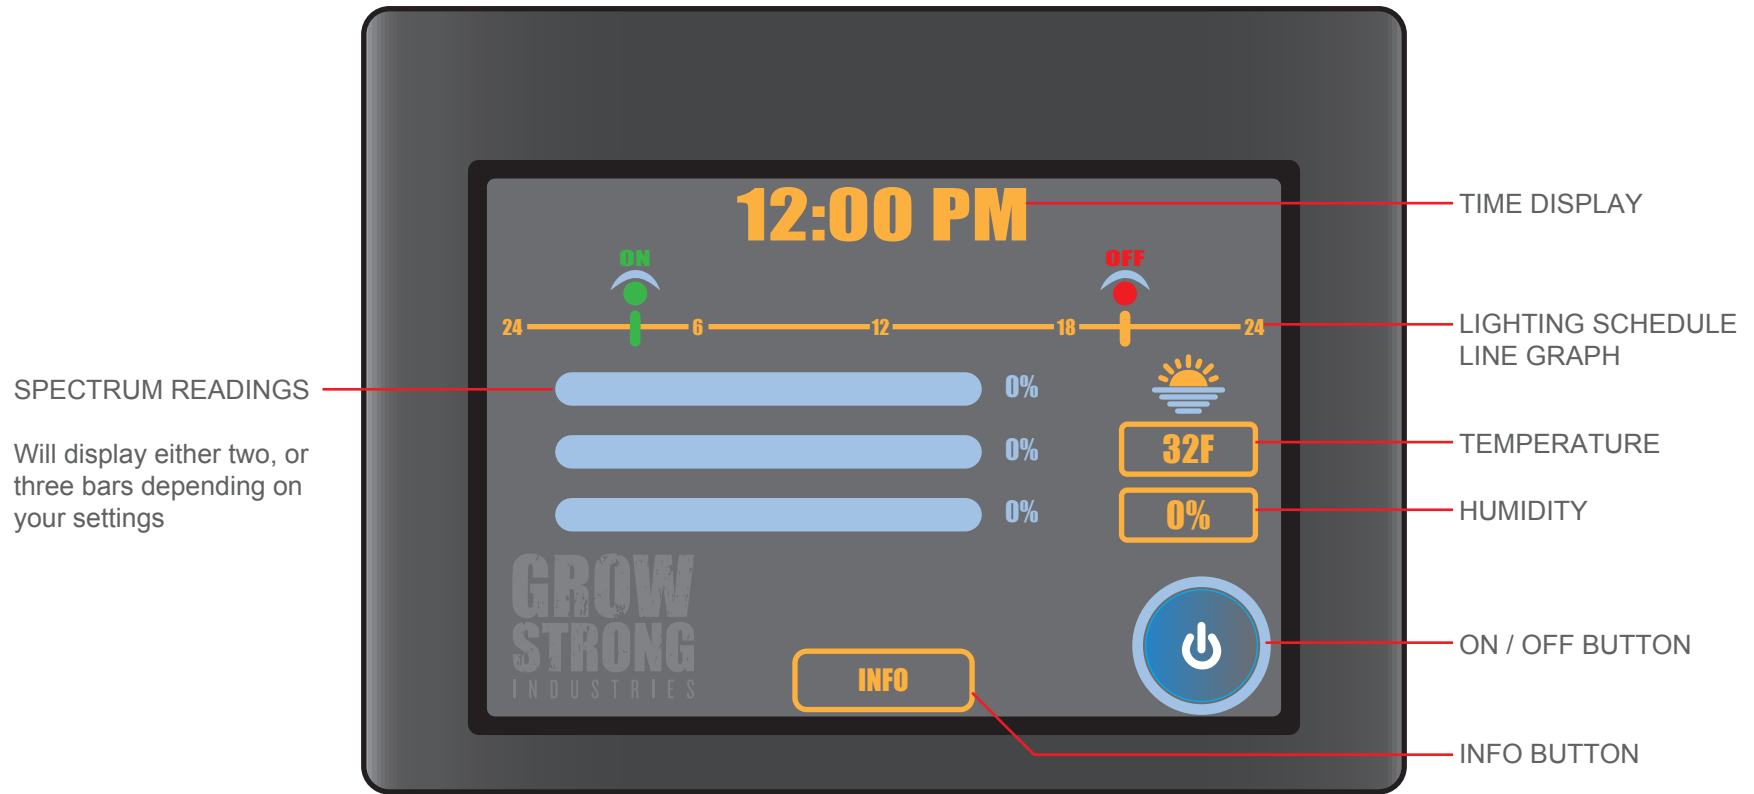 12:00 PM
TIME DISPLAY
ON
OFF
24 6 12 18 24
LIGHTING SCHEDULE
LINE GRAPH
SPECTRUM READINGS
Will display either two, or
three bars depending on
your settings
0%
0%
0%
32F
TEMPERATURE
0%
HUMIDITY
GROW
STRONG
INDUSTRIES
INFO
ON / OFF BUTTON
INFO BUTTON